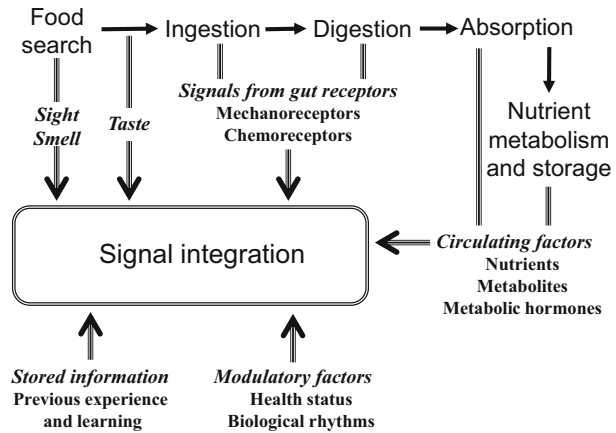 Food
search
Ingestion
Digestion
Absorption
Sight
Smell
Taste
Signals from gut receptors
Mechanoreceptors
Chemoreceptors
Nutrient
metabolism
and storage
Signal integration
Circulating factors
Nutrients
Metabolites
Metabolic hormones
Stored information
Previous experience
and learning
Modulatory factors
Health status
Biological rhythms